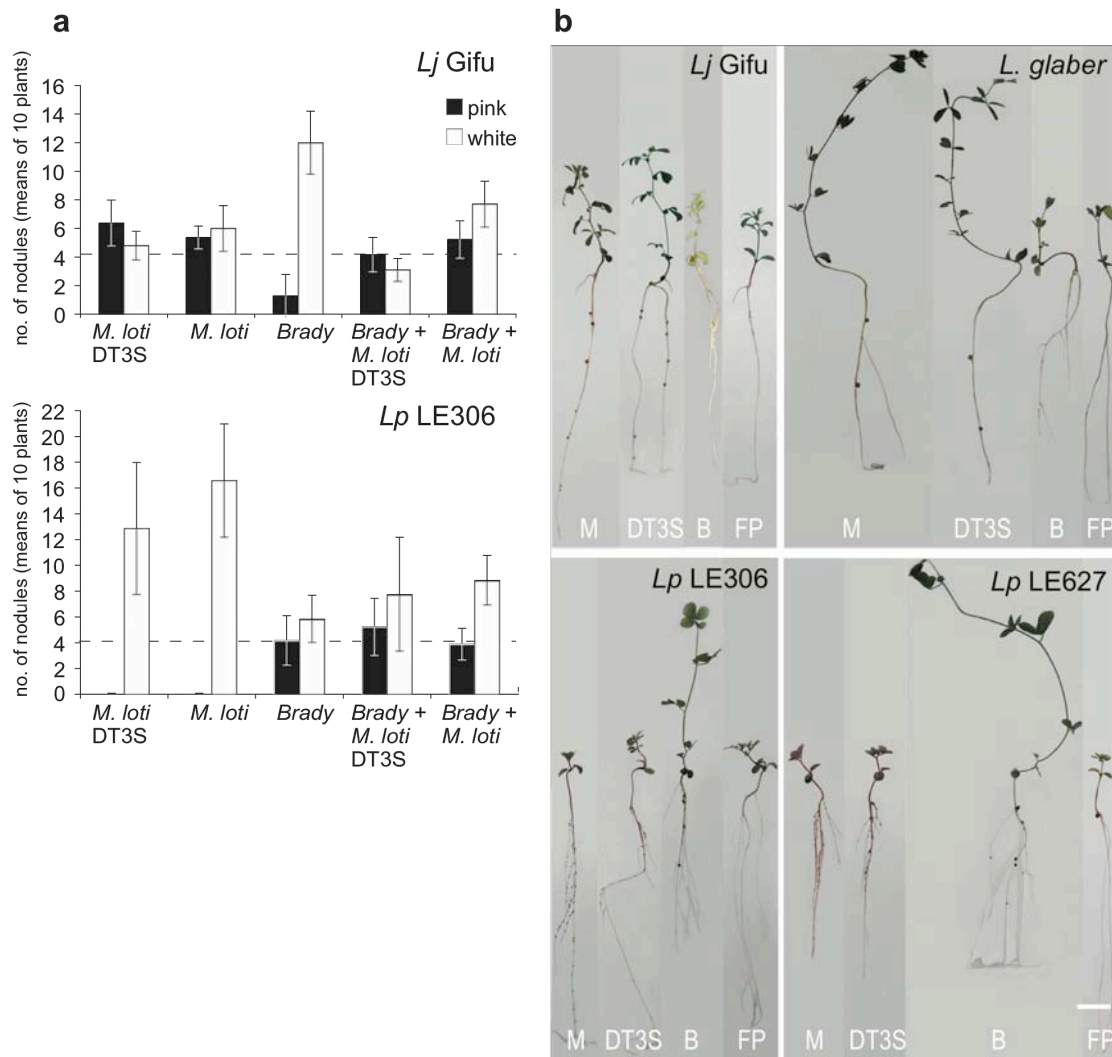 a
Lj Gifu
no. of nodules (means of 10 plants)
16
14
12
10
8
6
4
2
0
pink
white
M. loti DT3S
M. loti
Brady
Brady + M. loti DT3S
Brady + M. loti
Lp LE306
no. of nodules (means of 10 plants)
22
20
18
16
14
12
10
8
6
4
2
0
M. loti DT3S
M. loti
Brady
Brady + M. loti DT3S
Brady + M. loti
b
Lj Gifu
M DT3S B FP
L. glaber
M DT3S B FP
Lp LE306
M DT3S B FP
Lp LE627
M DT3S B FP